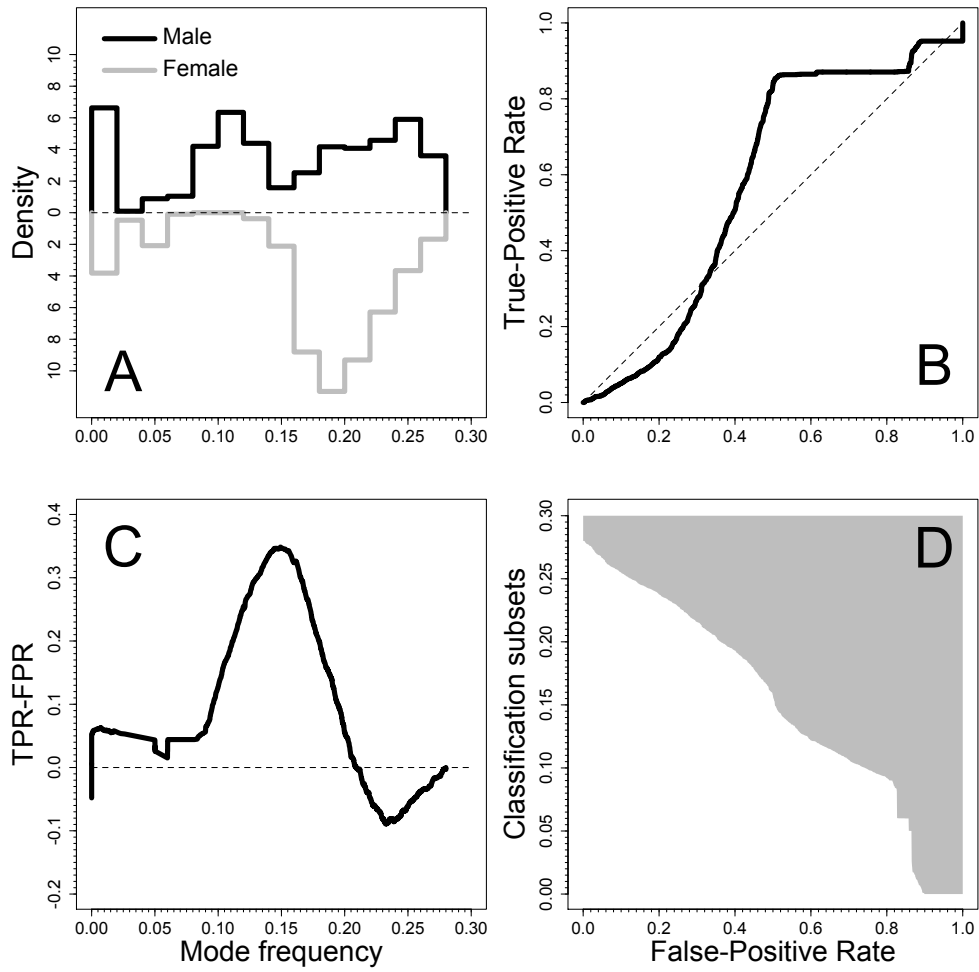 Male
Female
Density
10
8
6
4
2
0
2
4
6
8
10
A
0.00 0.05 0.10 0.15 0.20 0.25 0.30
True-Positive Rate
1.0
0.8
0.6
0.4
0.2
0.0
B
0.0 0.2 0.4 0.6 0.8 1.0
TPR-FPR
0.4
0.3
0.2
0.1
0.0
-0.1
-0.2
C
0.00 0.05 0.10 0.15 0.20 0.25 0.30
Mode frequency
Classification subsets
0.30
0.25
0.20
0.15
0.10
0.05
0.00
D
0.0 0.2 0.4 0.6 0.8 1.0
False-Positive Rate